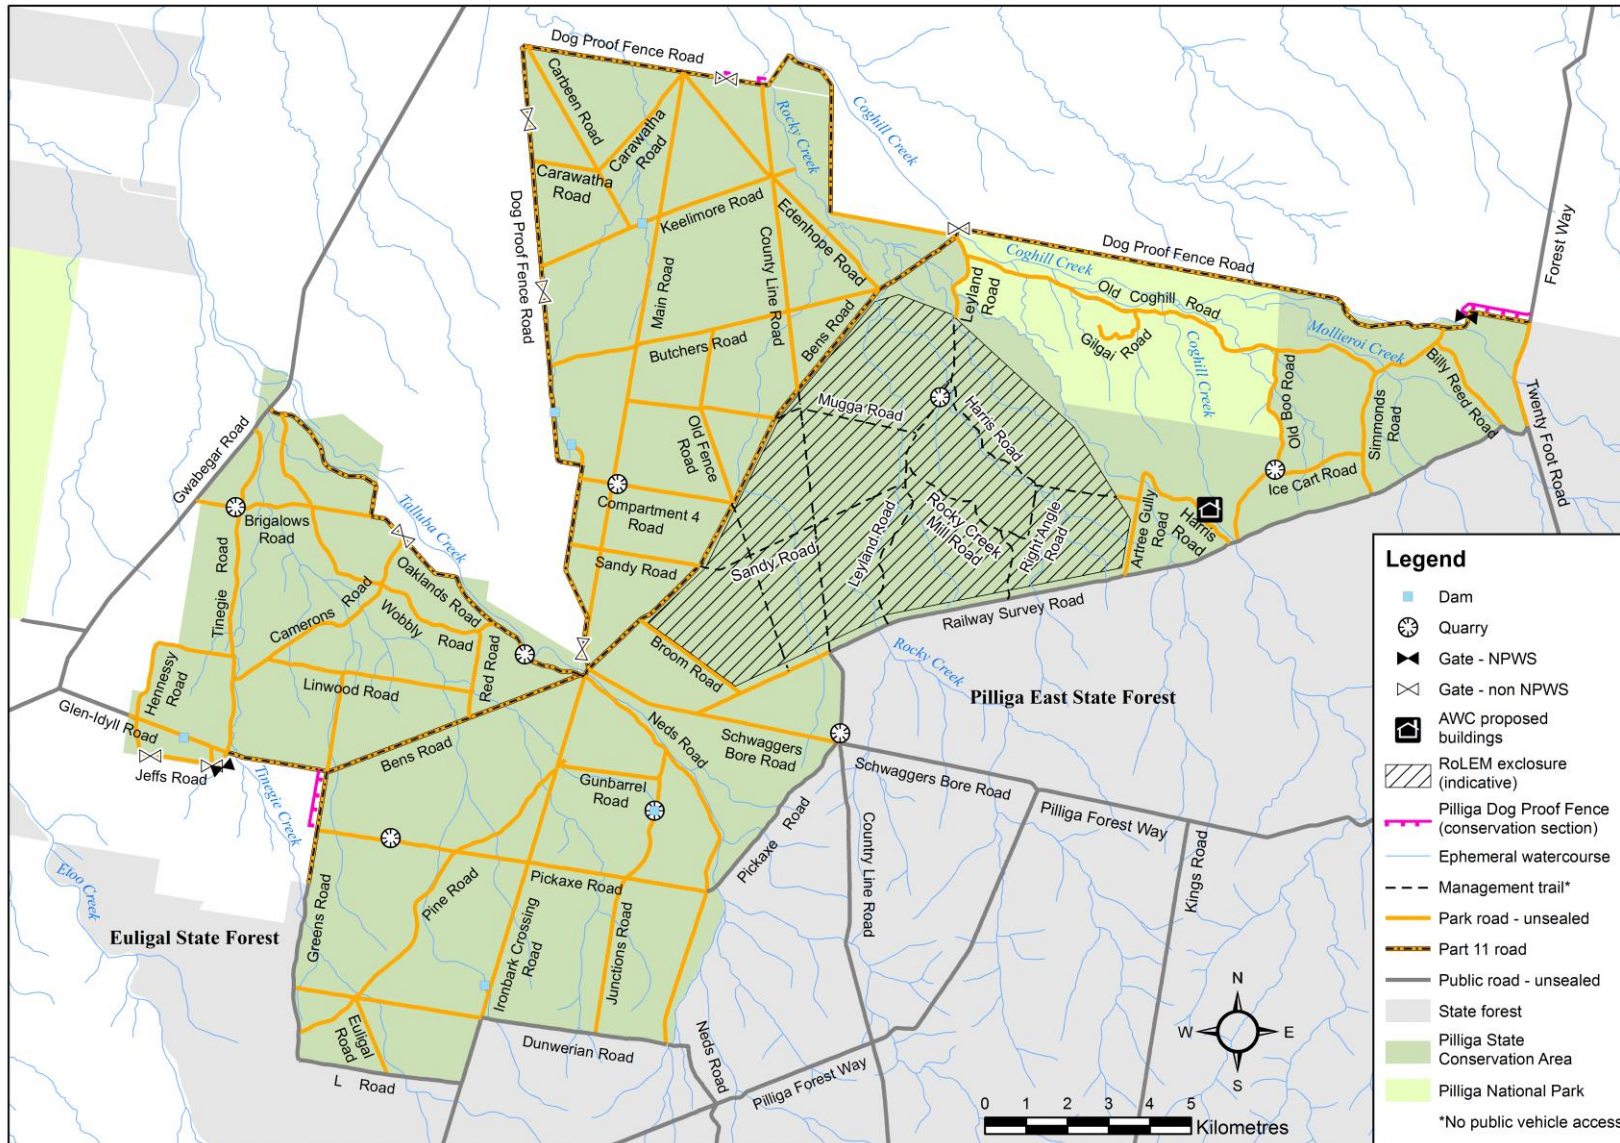 Dog Proof Fence Road
Carbeen Road
Carawatha
Road
Carawatha
Road
Rocky Creek
Coghill Creek
Forest Way
Dog Proof Fence Road
Keelimore Road
Edenhope Road
County Line Road
Main Road
Dog Proof Fence Road
Coghill Creek
Leyland
Road
Old Coghill Road
Gilgai Road
Coghill Creek
Mollieroi Creek
Billy Reed Road
Butchers Road
Bens Road
Mugga Road
Harris Road
Old Boo Road
Simmonds
Road
Twenty Foot Road
Gwabegar Road
Old Fence
Road
Ice Cart Road
Talluba Creek
Brigalows
Road
Compartment 4
Road
Rocky Creek
Mill Road
Right Angle
Road
Artree Gully
Road
Harris
Road
Tinegie Road
Oaklands Road
Sandy Road
Sandy Road
Leyland Road
Camerons Road
Wobbly Road
Railway Survey Road
Hennessy
Road
Linwood Road
Red Road
Broom Road
Rocky Creek
Pilliga East State Forest
Glen-Idyll Road
Jeffs Road
Tinegie Creek
Bens Road
Neds Road
Schwaggers
Bore Road
Schwaggers Bore Road
Gunbarrel
Road
Pickaxe Road
Country Line Road
Pilliga Forest Way
Kings Road
Etoo Creek
Euligal State Forest
Greens Road
Pine Road
Pickaxe Road
Ironbark Crossing
Road
Junctions Road
Euligal
Road
L Road
Dunwerian Road
Neds Road
Pilliga Forest Way
N
W
E
S
0 1 2 3 4 5
Kilometres
Legend
Dam
Quarry
Gate - NPWS
Gate - non NPWS
AWC proposed
buildings
RoLEM exclosure
(indicative)
Pilliga Dog Proof Fence
(conservation section)
Ephemeral watercourse
Management trail*
Park road - unsealed
Part 11 road
Public road - unsealed
State forest
Pilliga State
Conservation Area
Pilliga National Park
*No public vehicle access